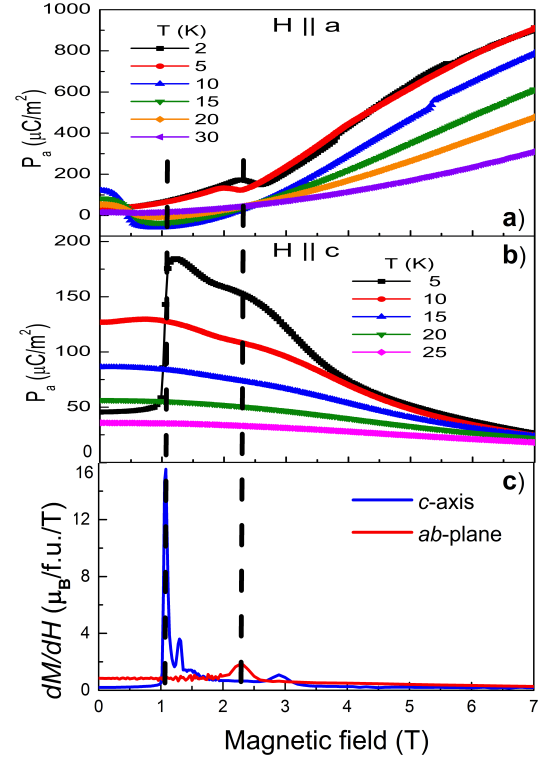 1000
800
600
400
200
0
P_a (μC/m²)
H || a
T (K)
2
5
10
15
20
30
a)
200
150
100
50
0
P_a (μC/m²)
H || c
T (K)
5
10
15
20
25
b)
16
12
8
4
0
dM/dH (μ_B/f.u./T)
c-axis
ab-plane
c)
0 1 2 3 4 5 6 7
Magnetic field (T)